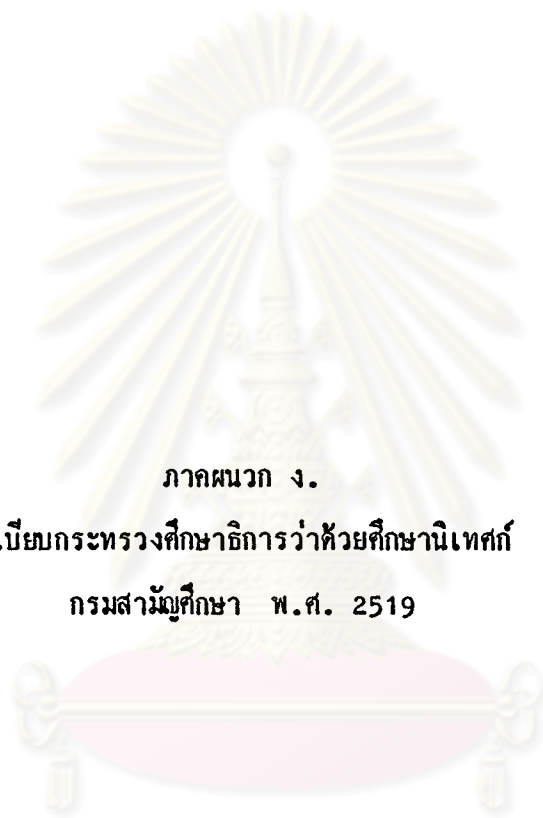 ภาคผนวก ง.
เบียบกระทรวงศึกษาธิการว่าด้วยศึกษานิเทศก์
กรมสามัญศึกษา พ.ศ. 2519